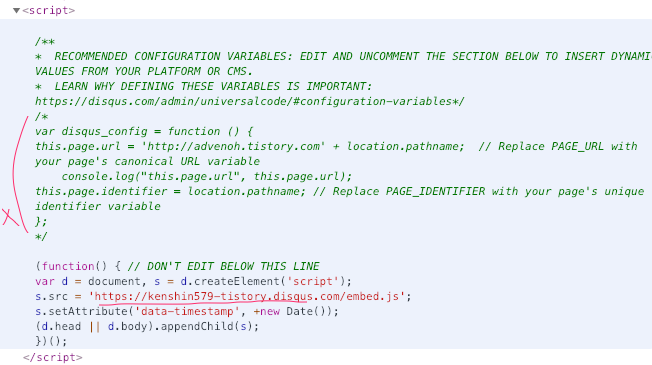 <script>
/**
*  RECOMMENDED CONFIGURATION VARIABLES: EDIT AND UNCOMMENT THE SECTION BELOW TO INSERT DYNAMI
VALUES FROM YOUR PLATFORM OR CMS.
*  LEARN WHY DEFINING THESE VARIABLES IS IMPORTANT:
https://disqus.com/admin/universalcode/#configuration-variables*/
/*
var disqus_config = function () {
this.page.url = 'http://advenoh.tistory.com' + location.pathname;  // Replace PAGE_URL with
your page's canonical URL variable
    console.log("this.page.url", this.page.url);
this.page.identifier = location.pathname; // Replace PAGE_IDENTIFIER with your page's unique
identifier variable
};
*/
(function() { // DON'T EDIT BELOW THIS LINE
var d = document, s = d.createElement('script');
s.src = 'https://kenshin579-tistory.disqus.com/embed.js';
s.setAttribute('data-timestamp', +new Date());
(d.head || d.body).appendChild(s);
})();
</script>